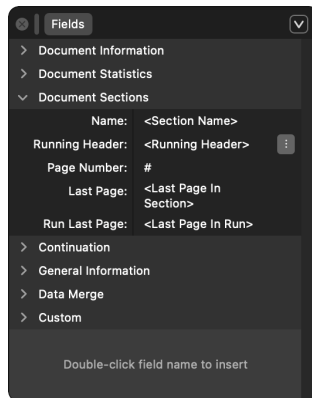 Fields
Document Information
Document Statistics
Document Sections
Name: <Section Name>
Running Header: <Running Header>
Page Number: #
Last Page: <Last Page In
Section>
Run Last Page: <Last Page In Run>
Continuation
General Information
Data Merge
Custom
Double-click field name to insert